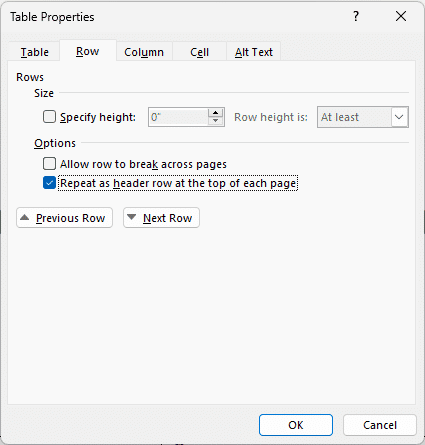 Table Properties ? ×
Table Row Column Cell Alt Text
Rows
Size
Specify height: 0" Row height is: At least
Options
Allow row to break across pages
Repeat as header row at the top of each page
Previous Row Next Row
OK Cancel